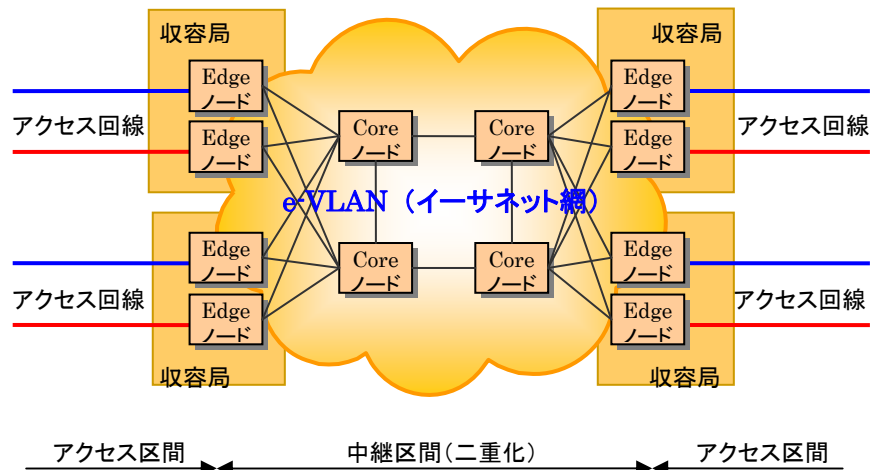 収容局
収容局
Edge
ノード
Edge
ノード
アクセス回線
アクセス回線
Edge
ノード
Edge
ノード
Core
ノード
Core
ノード
e-VLAN（イーサネット網）
Core
ノード
Core
ノード
Edge
ノード
Edge
ノード
アクセス回線
アクセス回線
Edge
ノード
Edge
ノード
収容局
収容局
アクセス区間
中継区間（二重化）
アクセス区間